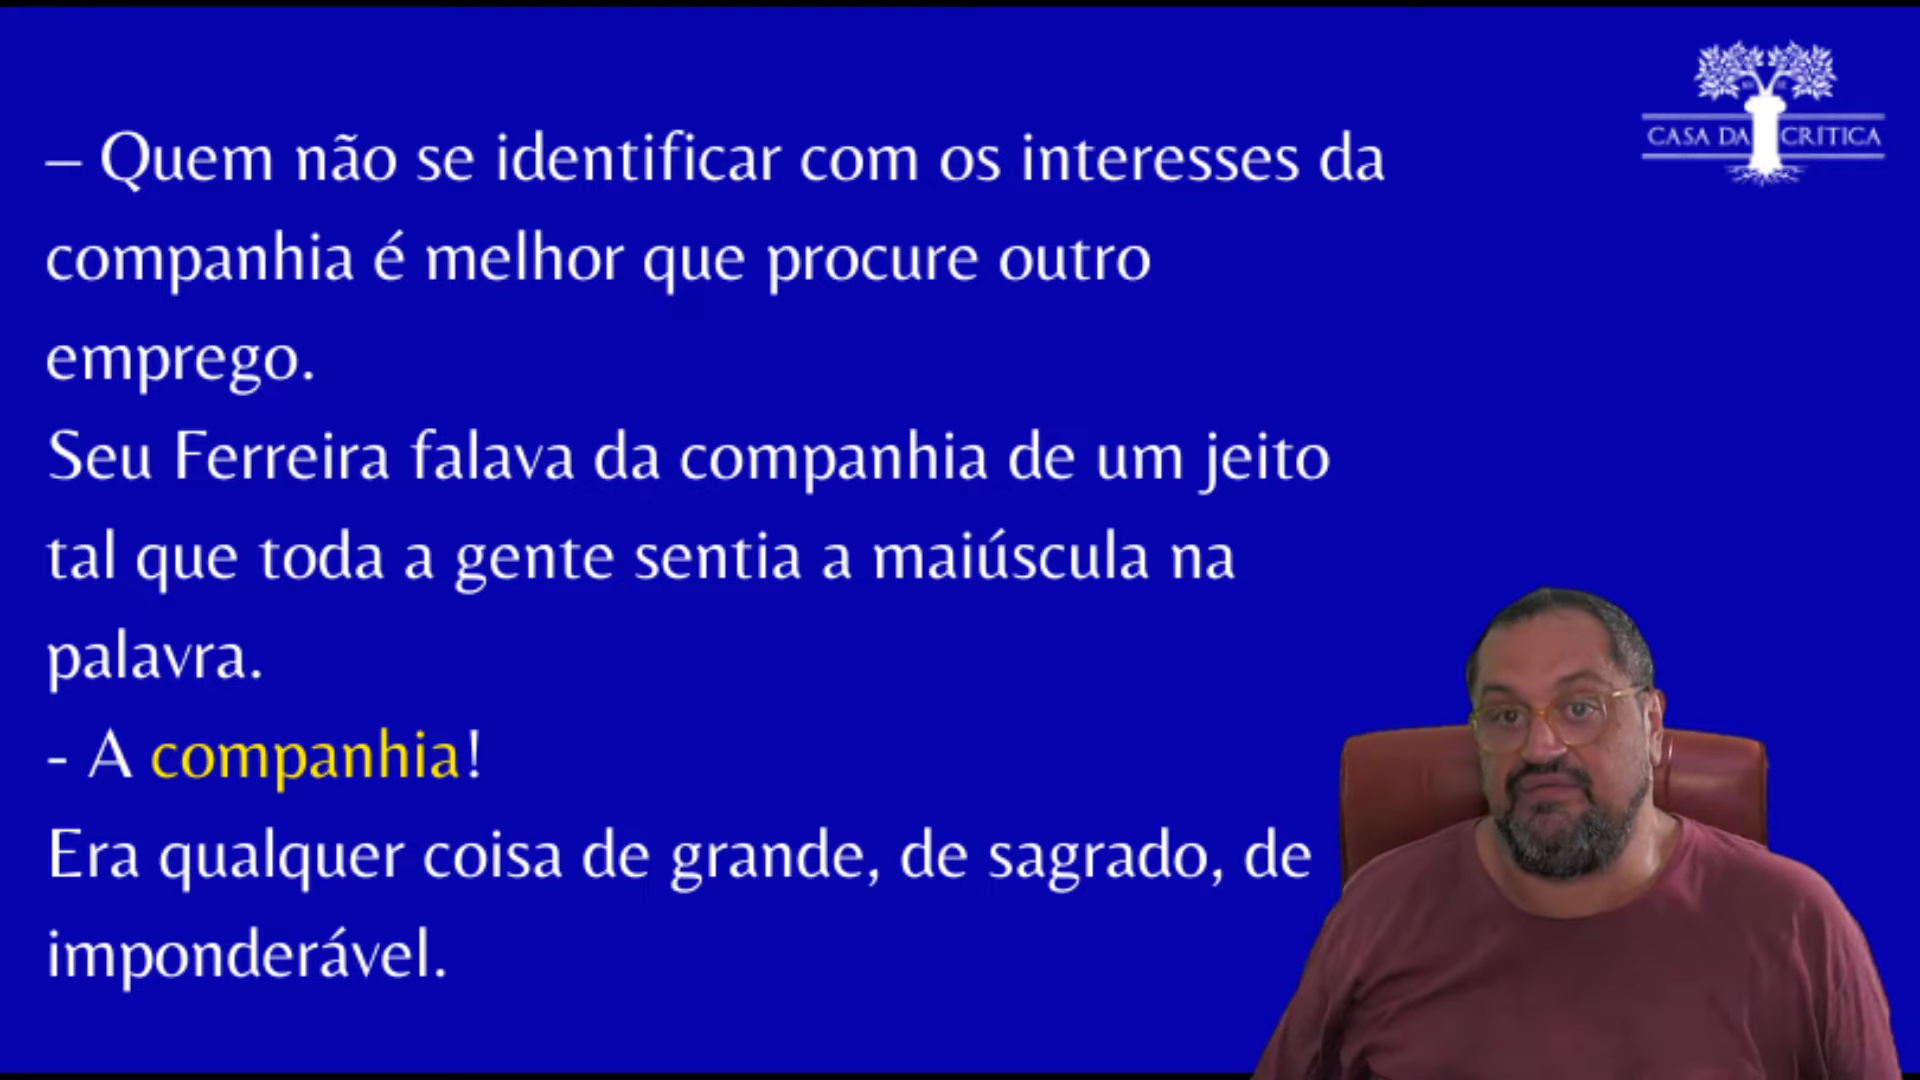 – Quem não se identificar com os interesses da
companhia é melhor que procure outro
emprego.
Seu Ferreira falava da companhia de um jeito
tal que toda a gente sentia a maiúscula na
palavra.
- A companhia!
Era qualquer coisa de grande, de sagrado, de
imponderável.
CASA DA CRÍTICA